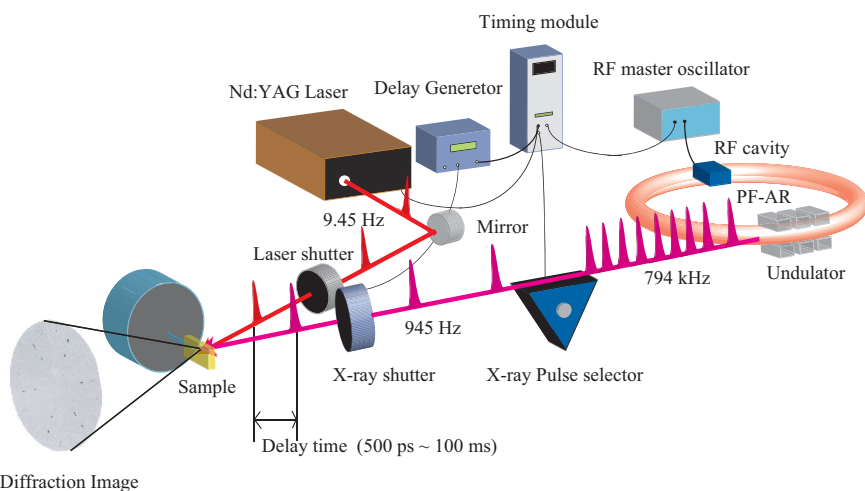 Timing module
RF master oscillator
Nd:YAG Laser
Delay Generetor
RF cavity
PF-AR
9.45 Hz
Mirror
Laser shutter
794 kHz
Undulator
945 Hz
X-ray shutter
X-ray Pulse selector
Sample
Delay time (500 ps ~ 100 ms)
Diffraction Image